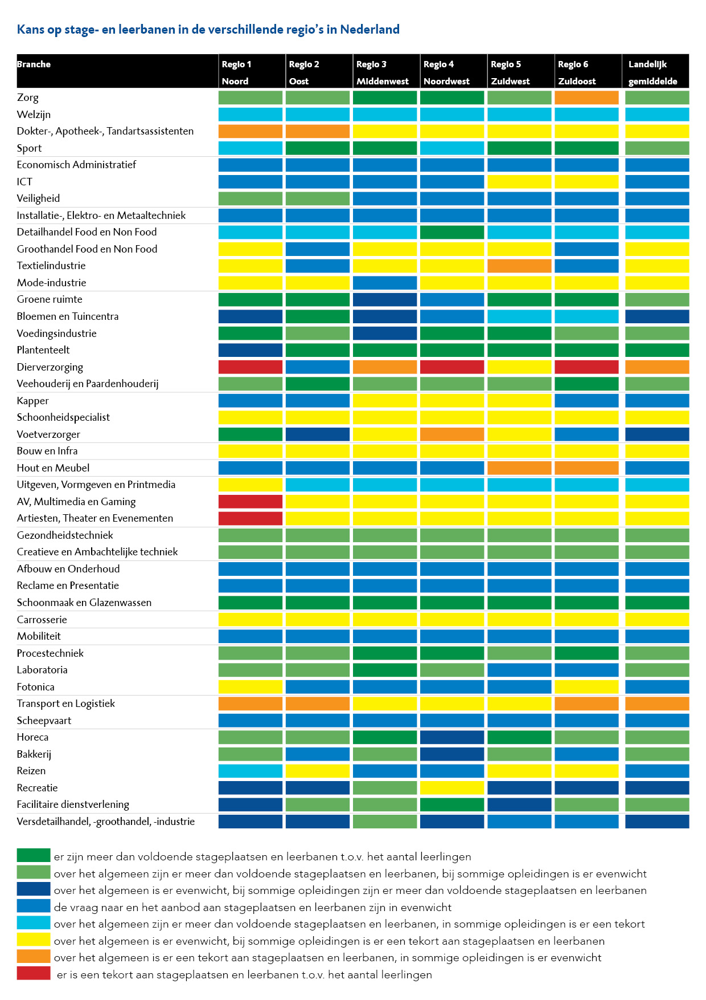 Kans op stage- en leerbanen in de verschillende regio's in Nederland
Branche Regio 1 Regio 2 Regio 3 Regio 4 Regio 5 Regio 6 Landelijk
Noord Oost Middenwest Noordwest Zuidwest Zuidoost gemiddelde
Zorg
Welzijn
Dokter-, Apotheek-, Tandartsassistenten
Sport
Economisch Administratief
ICT
Veiligheid
Installatie-, Elektro- en Metaaltechniek
Detailhandel Food en Non Food
Groothandel Food en Non Food
Textielindustrie
Mode-industrie
Groene ruimte
Bloemen en Tuincentra
Voedingsindustrie
Plantenteelt
Dierverzorging
Veehouderij en Paardenhouderij
Kapper
Schoonheidspecialist
Voetverzorger
Bouw en Infra
Hout en Meubel
Uitgeven, Vormgeven en Printmedia
AV, Multimedia en Gaming
Artiesten, Theater en Evenementen
Gezondheidstechniek
Creatieve en Ambachtelijke techniek
Afbouw en Onderhoud
Reclame en Presentatie
Schoonmaak en Glazenwassen
Carrosserie
Mobiliteit
Procestechniek
Laboratoria
Fotonica
Transport en Logistiek
Scheepvaart
Horeca
Bakkerij
Reizen
Recreatie
Facilitaire dienstverlening
Versdetailhandel, -groothandel, -industrie
er zijn meer dan voldoende stageplaatsen en leerbanen t.o.v. het aantal leerlingen
over het algemeen zijn er meer dan voldoende stageplaatsen en leerbanen, bij sommige opleidingen is er evenwicht
over het algemeen is er evenwicht, bij sommige opleidingen zijn er meer dan voldoende stageplaatsen en leerbanen
de vraag naar en het aanbod aan stageplaatsen en leerbanen zijn in evenwicht
over het algemeen zijn er meer dan voldoende stageplaatsen en leerbanen, in sommige opleidingen is er een tekort
over het algemeen is er evenwicht, bij sommige opleidingen is er een tekort aan stageplaatsen en leerbanen
over het algemeen is er een tekort aan stageplaatsen en leerbanen, in sommige opleidingen is er evenwicht
er is een tekort aan stageplaatsen en leerbanen t.o.v. het aantal leerlingen